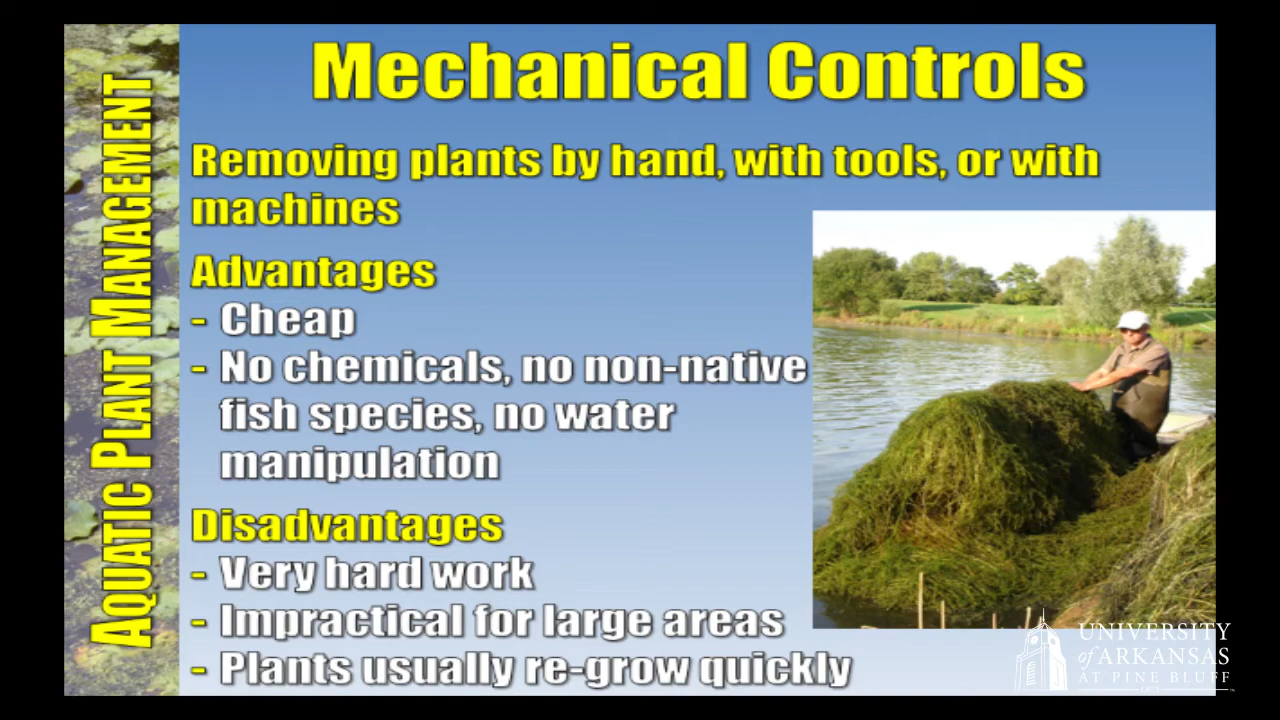 Mechanical Controls
AQUATIC PLANT MANAGEMENT
Removing plants by hand, with tools, or with
machines
Advantages
- Cheap
- No chemicals, no non-native
fish species, no water
manipulation
Disadvantages
- Very hard work
- Impractical for large areas
- Plants usually re-grow quickly
UNIVERSITY
of ARKANSAS
AT PINE BLUFF